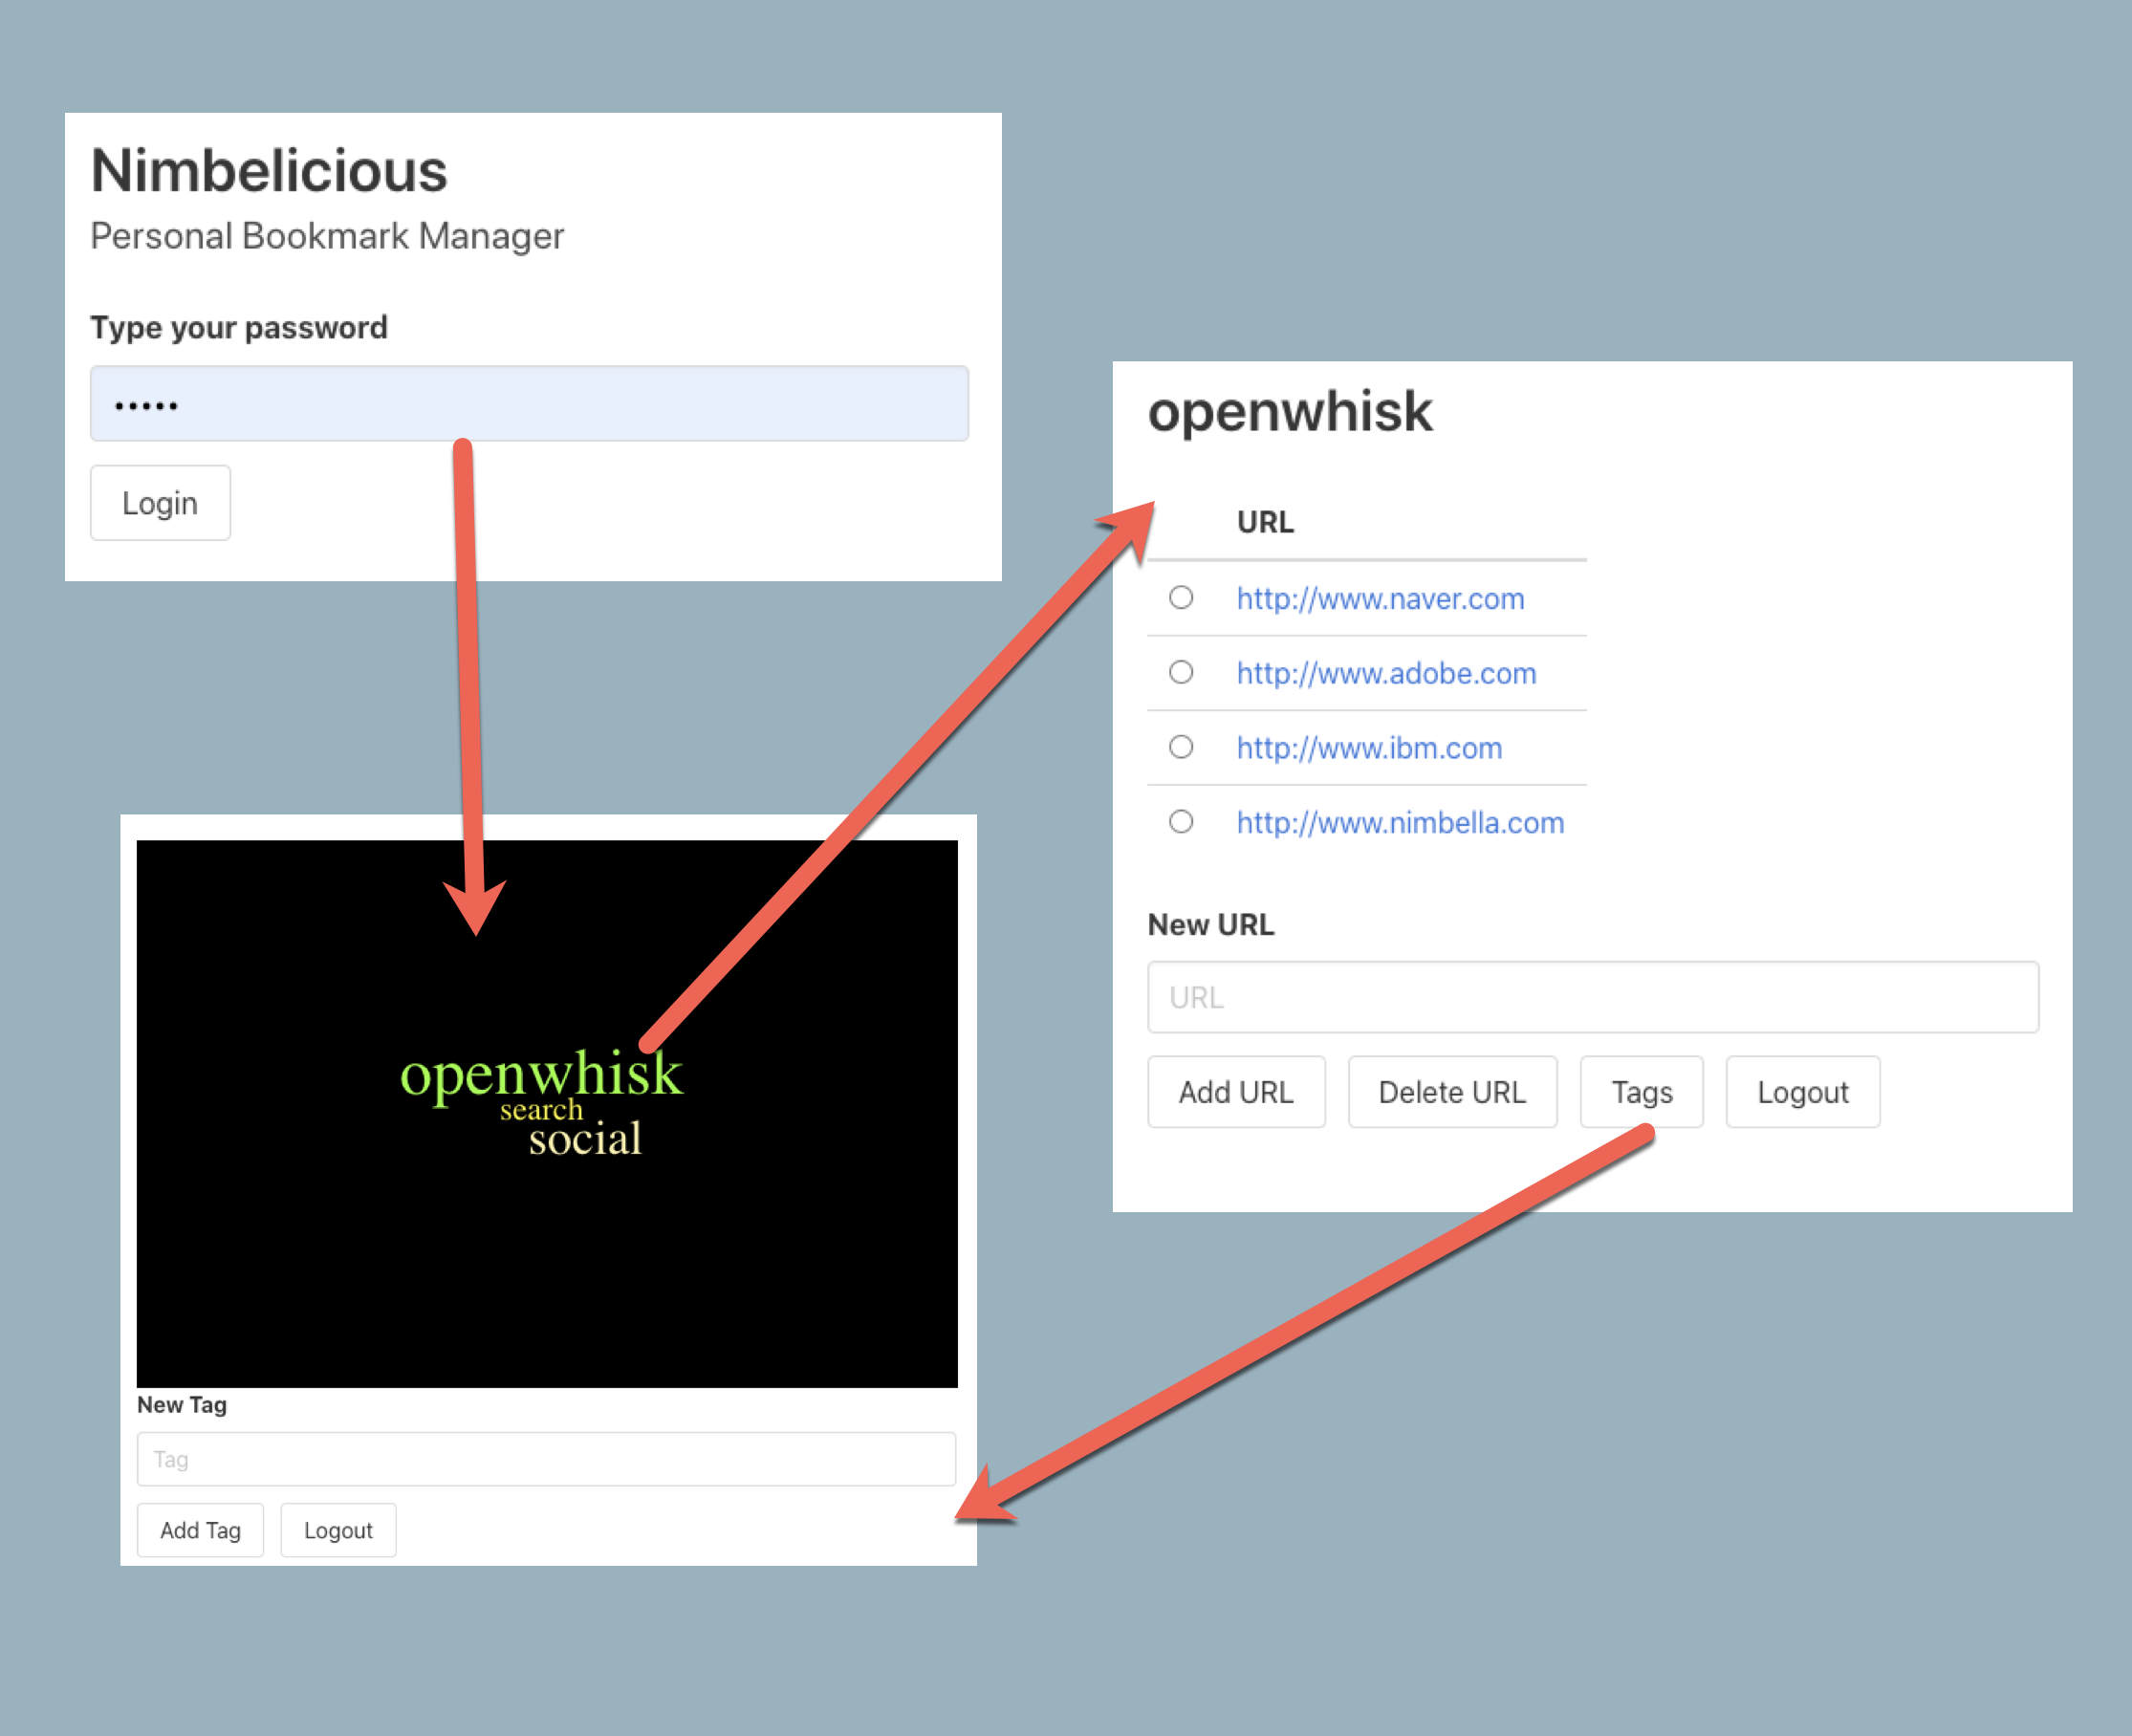 Nimbelicious
Personal Bookmark Manager
Type your password
•••••
Login
openwhisk
search
social
New Tag
Tag
Add Tag Logout
openwhisk
URL
http://www.naver.com
http://www.adobe.com
http://www.ibm.com
http://www.nimbella.com
New URL
URL
Add URL Delete URL Tags Logout